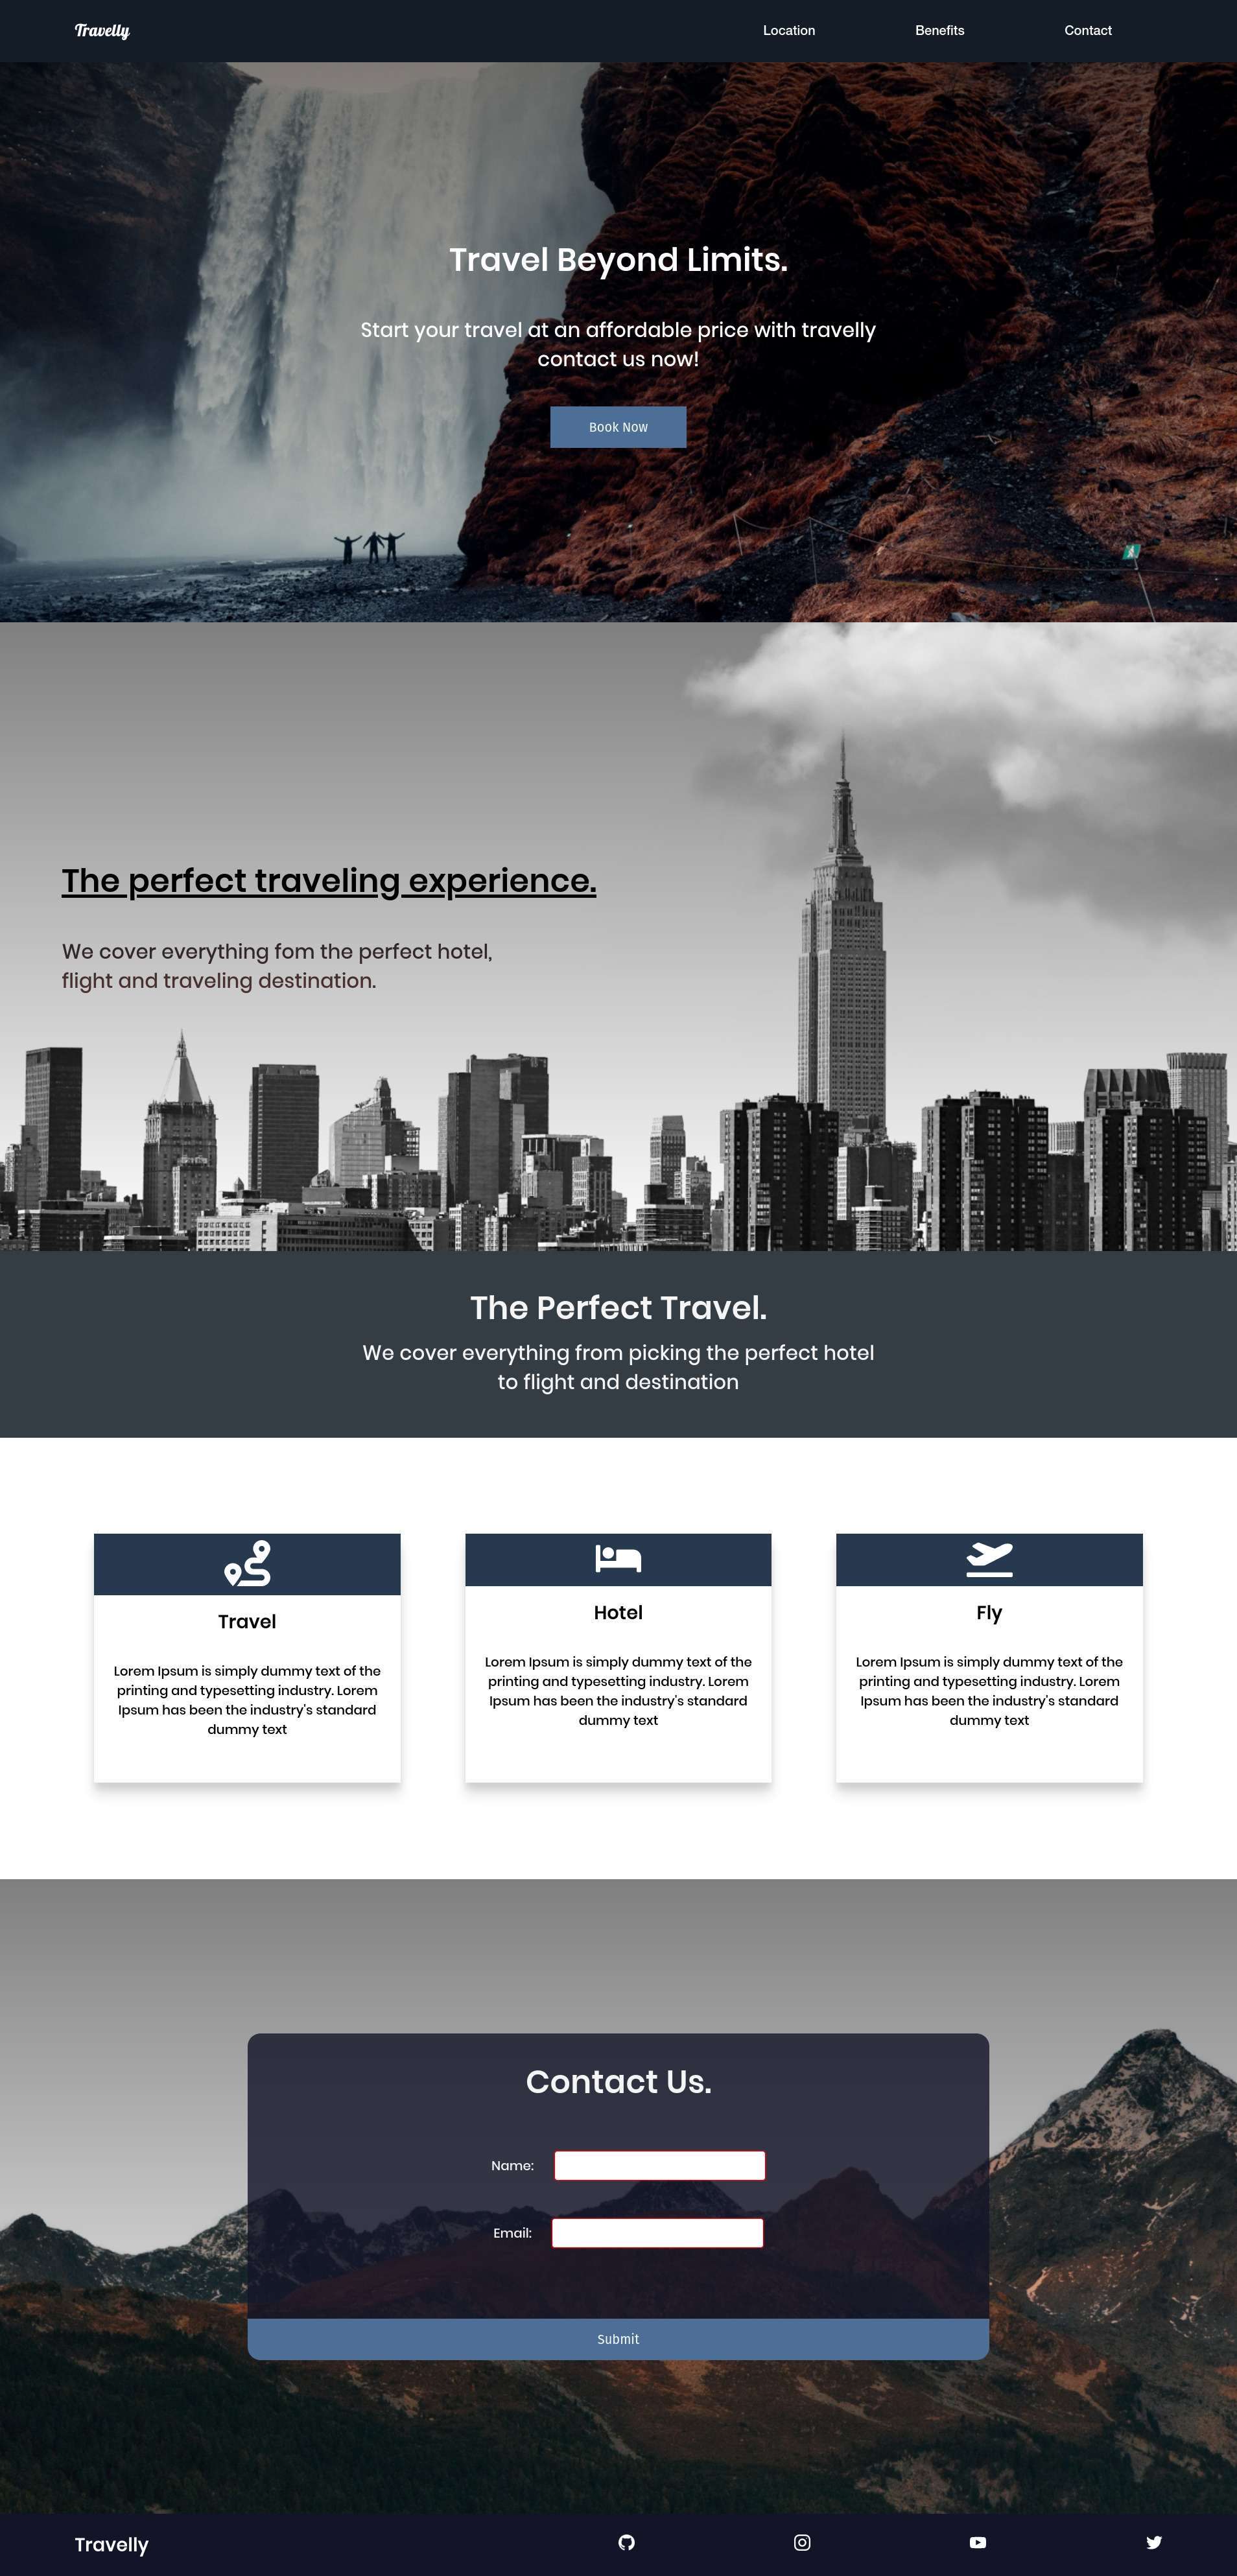 Travelly
Location
Benefits
Contact
Travel Beyond Limits.
Start your travel at an affordable price with travelly
contact us now!
Book Now
The perfect traveling experience.
We cover everything fom the perfect hotel,
flight and traveling destination.
The Perfect Travel.
We cover everything from picking the perfect hotel
to flight and destination
Travel
Lorem Ipsum is simply dummy text of the
printing and typesetting industry. Lorem
Ipsum has been the industry's standard
dummy text
Hotel
Lorem Ipsum is simply dummy text of the
printing and typesetting industry. Lorem
Ipsum has been the industry's standard
dummy text
Fly
Lorem Ipsum is simply dummy text of the
printing and typesetting industry. Lorem
Ipsum has been the industry's standard
dummy text
Contact Us.
Name:
Email:
Submit
Travelly